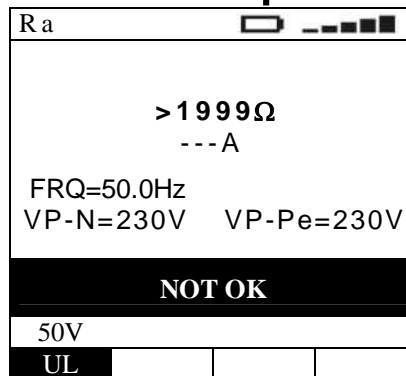 Ra
>1999Ω
---A
FRQ=50.0Hz
VP-N=230V VP-Pe=230V
NOT OK
50V
UL